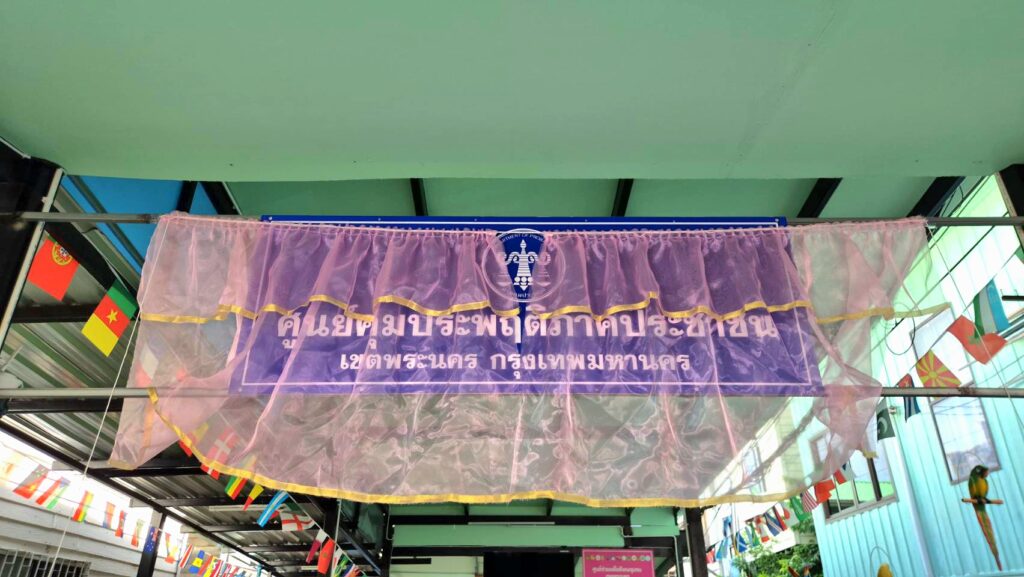 ศูนย์คุมประพฤติภาคประชาชน
เขตพระนคร กรุงเทพมหานคร